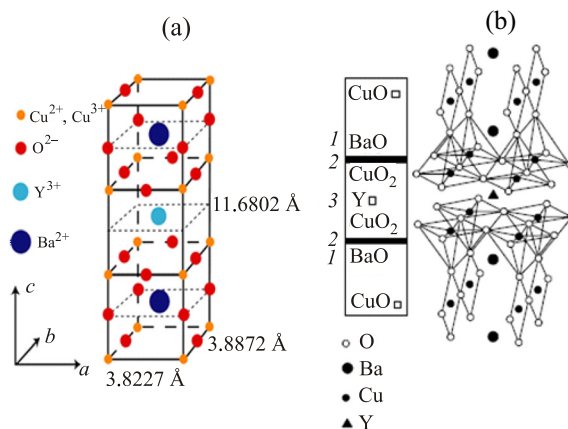 (a)
Cu²⁺, Cu³⁺
O²⁻
Y³⁺
Ba²⁺
c
b
a
11.6802 Å
3.8872 Å
3.8227 Å
(b)
CuO□
1 BaO
2
CuO₂
3 Y□
CuO₂
2
1 BaO
CuO□
O
Ba
Cu
Y